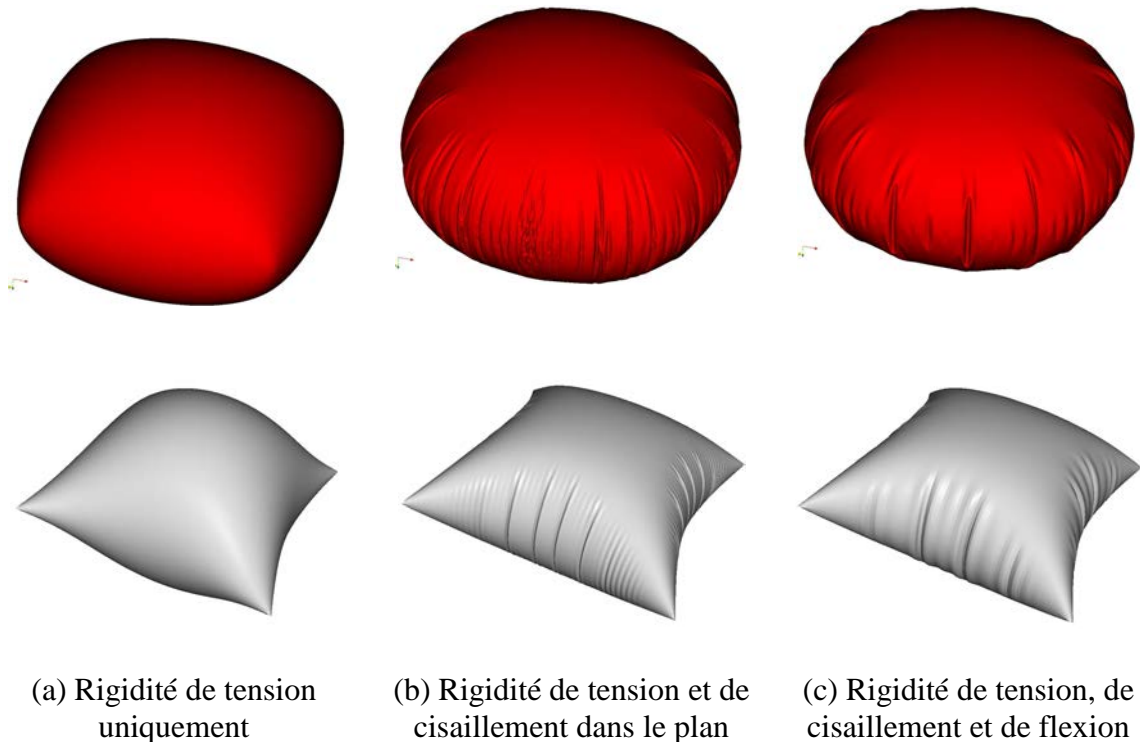 (a) Rigidité de tension
uniquement
(b) Rigidité de tension et de
cisaillement dans le plan
(c) Rigidité de tension, de
cisaillement et de flexion